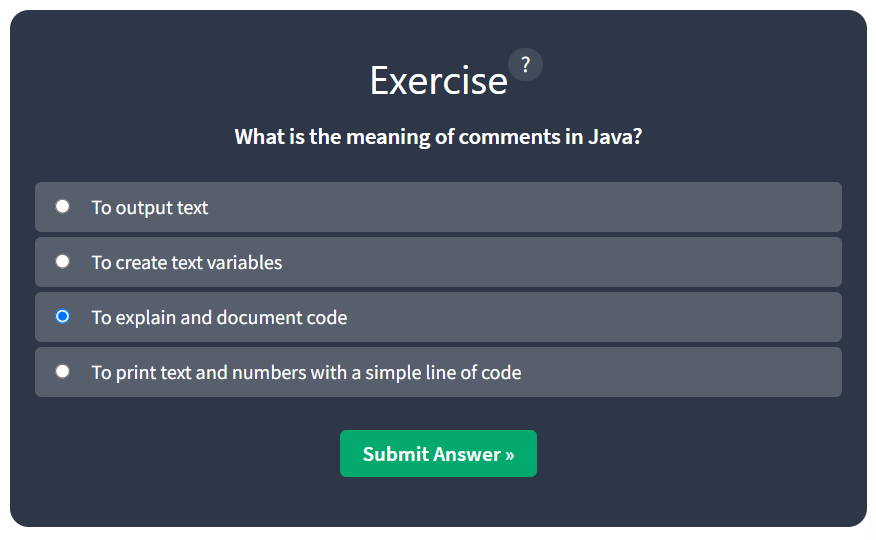 Exercise
?
What is the meaning of comments in Java?
To output text
To create text variables
To explain and document code
To print text and numbers with a simple line of code
Submit Answer »